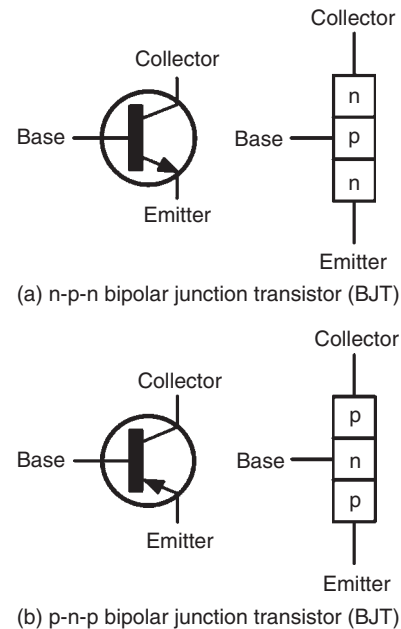 Collector
Collector
n
Base
Base
p
n
Emitter
Emitter
(a) n-p-n bipolar junction transistor (BJT)
Collector
Collector
p
Base
Base
n
p
Emitter
Emitter
(b) p-n-p bipolar junction transistor (BJT)